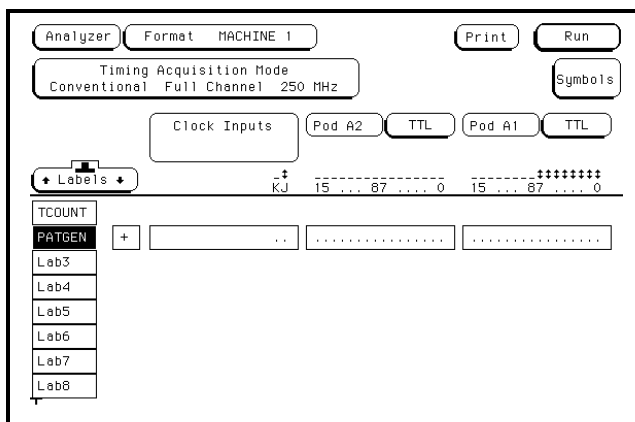 Analyzer Format MACHINE 1 Print Run
Timing Acquisition Mode
Conventional Full Channel 250 MHz
Symbols
Clock Inputs Pod A2 TTL Pod A1 TTL
↑ Labels ↓
KJ 15 ... 87 .... 0 15 ... 87 .... 0
TCOUNT
PATGEN + .. ................ ................
Lab3
Lab4
Lab5
Lab6
Lab7
Lab8